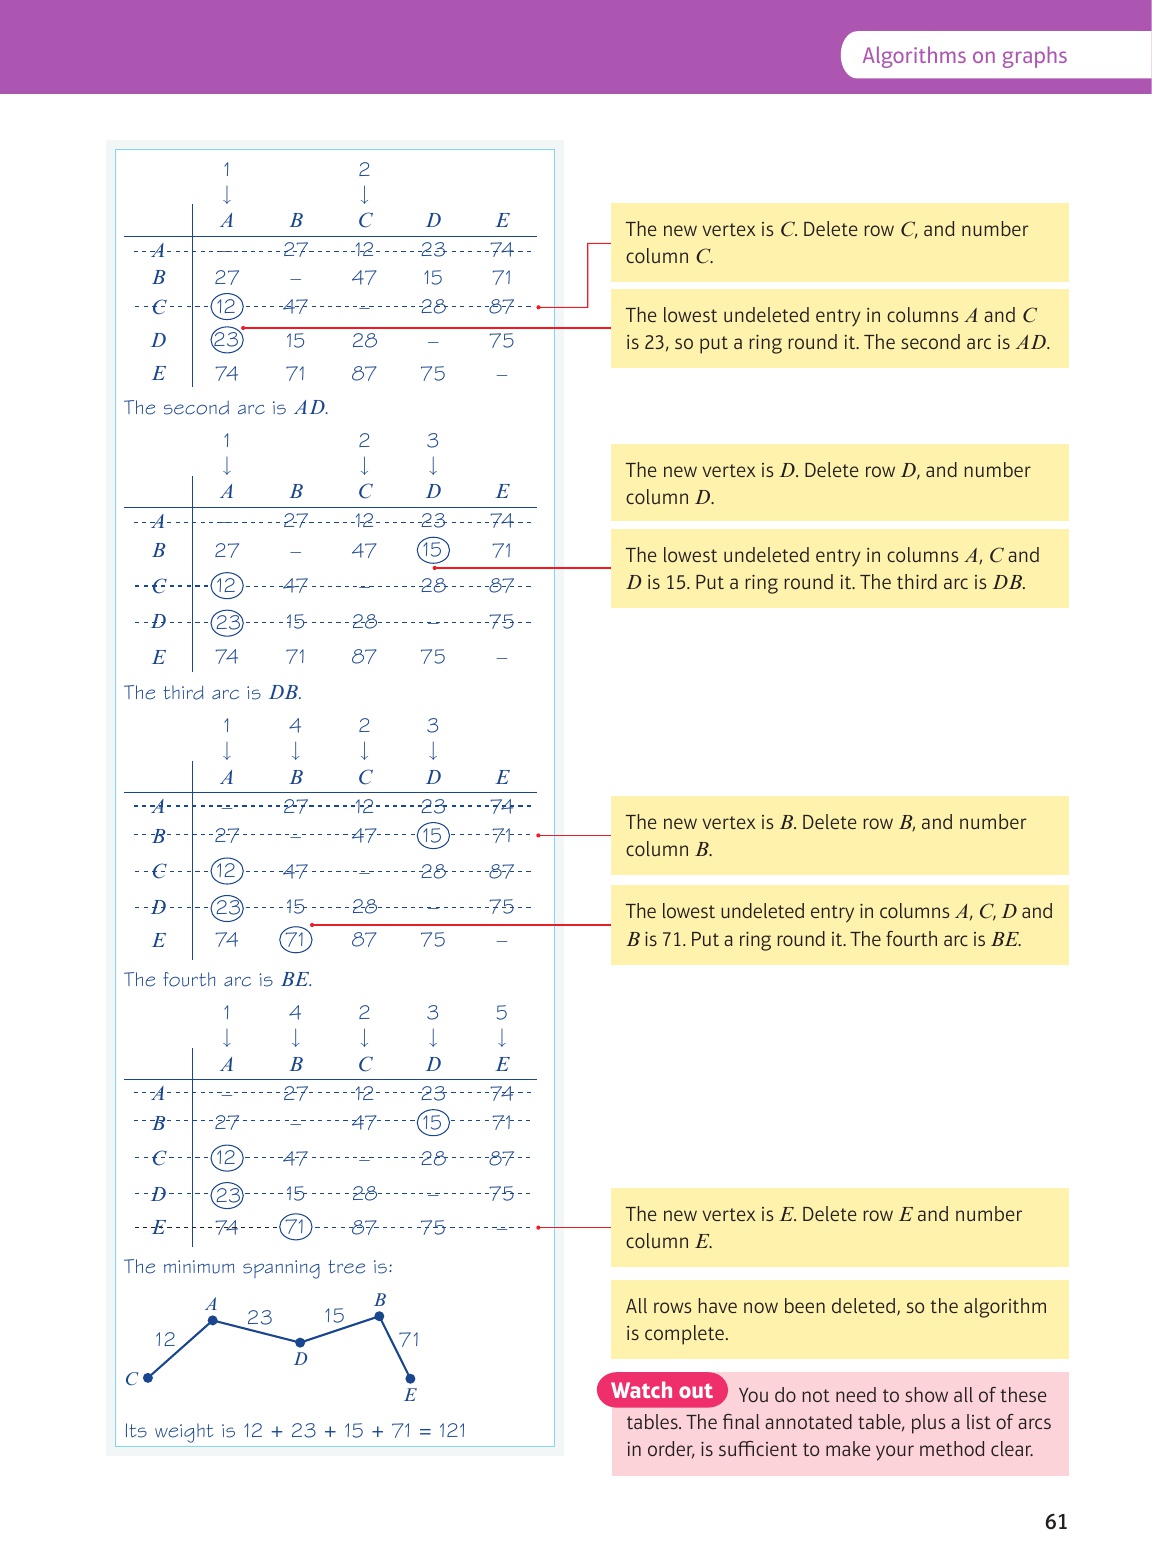 Algorithms on graphs
1 2
↓ ↓
A B C D E
A – 27 12 23 74
B 27 – 47 15 71
C 12 47 – 28 87
D 23 15 28 – 75
E 74 71 87 75 –
The new vertex is C. Delete row C, and number
column C.
The lowest undeleted entry in columns A and C
is 23, so put a ring round it. The second arc is AD.
The second arc is AD.
1 2 3
↓ ↓ ↓
A B C D E
A – 27 12 23 74
B 27 – 47 15 71
C 12 47 – 28 87
D 23 15 28 – 75
E 74 71 87 75 –
The new vertex is D. Delete row D, and number
column D.
The lowest undeleted entry in columns A, C and
D is 15. Put a ring round it. The third arc is DB.
The third arc is DB.
1 4 2 3
↓ ↓ ↓ ↓
A B C D E
A – 27 12 23 74
B 27 – 47 15 71
C 12 47 – 28 87
D 23 15 28 – 75
E 74 71 87 75 –
The new vertex is B. Delete row B, and number
column B.
The lowest undeleted entry in columns A, C, D and
B is 71. Put a ring round it. The fourth arc is BE.
The fourth arc is BE.
1 4 2 3 5
↓ ↓ ↓ ↓ ↓
A B C D E
A – 27 12 23 74
B 27 – 47 15 71
C 12 47 – 28 87
D 23 15 28 – 75
E 74 71 87 75 –
The new vertex is E. Delete row E and number
column E.
The minimum spanning tree is:
A 23 15 B
12 D 71
C E
All rows have now been deleted, so the algorithm
is complete.
Its weight is 12 + 23 + 15 + 71 = 121
Watch out You do not need to show all of these
tables. The final annotated table, plus a list of arcs
in order, is sufficient to make your method clear.
61